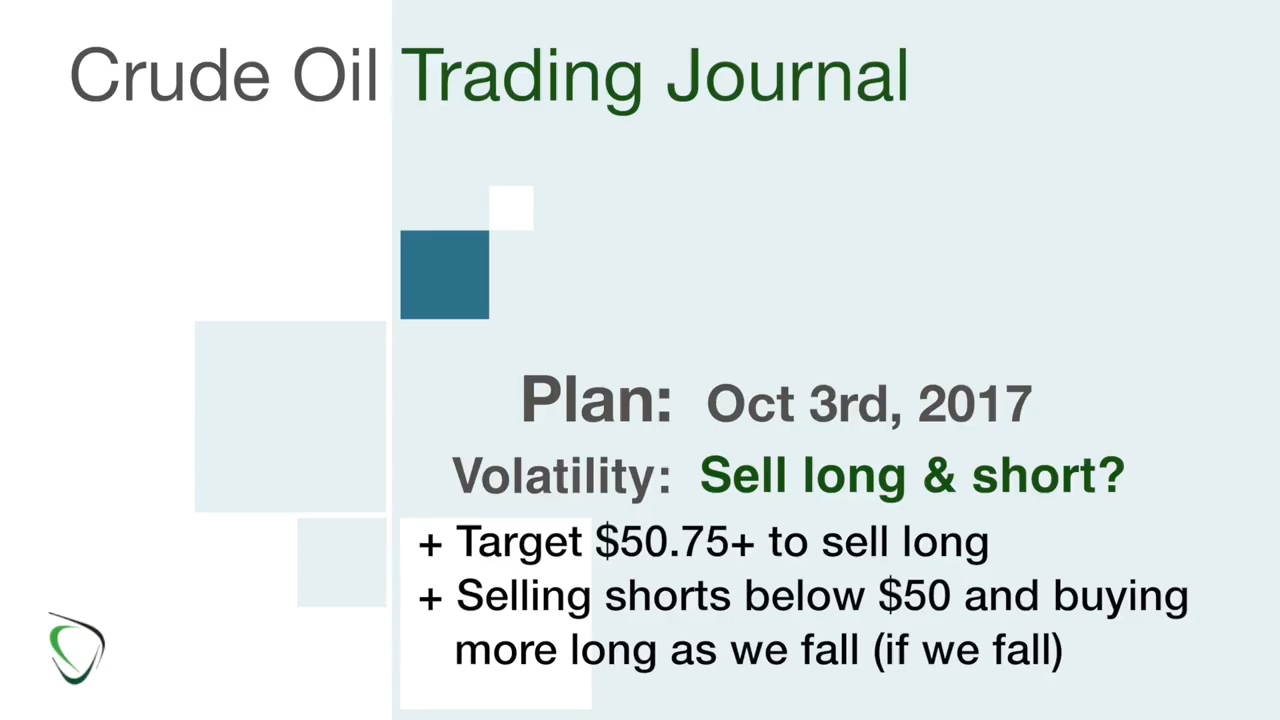 Crude Oil Trading Journal
Plan: Oct 3rd, 2017
Volatility: Sell long & short?
+ Target $50.75+ to sell long
+ Selling shorts below $50 and buying
more long as we fall (if we fall)